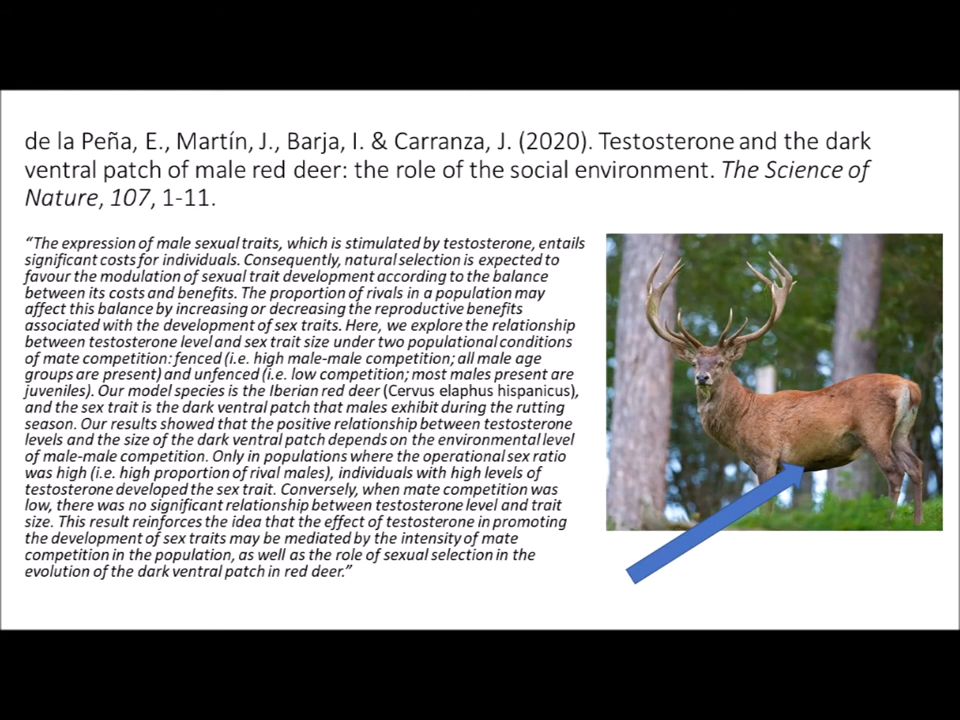 de la Peña, E., Martín, J., Barja, I. & Carranza, J. (2020). Testosterone and the dark
ventral patch of male red deer: the role of the social environment. The Science of
Nature, 107, 1-11.
“The expression of male sexual traits, which is stimulated by testosterone, entails
significant costs for individuals. Consequently, natural selection is expected to
favour the modulation of sexual trait development according to the balance
between its costs and benefits. The proportion of rivals in a population may
affect this balance by increasing or decreasing the reproductive benefits
associated with the development of sex traits. Here, we explore the relationship
between testosterone level and sex trait size under two populational conditions
of mate competition: fenced (i.e. high male-male competition; all male age
groups are present) and unfenced (i.e. low competition; most males present are
juveniles). Our model species is the Iberian red deer (Cervus elaphus hispanicus),
and the sex trait is the dark ventral patch that males exhibit during the rutting
season. Our results showed that the positive relationship between testosterone
levels and the size of the dark ventral patch depends on the environmental level
of male-male competition. Only in populations where the operational sex ratio
was high (i.e. high proportion of rival males), individuals with high levels of
testosterone developed the sex trait. Conversely, when mate competition was
low, there was no significant relationship between testosterone level and trait
size. This result reinforces the idea that the effect of testosterone in promoting
the development of sex traits may be mediated by the intensity of mate
competition in the population, as well as the role of sexual selection in the
evolution of the dark ventral patch in red deer.”